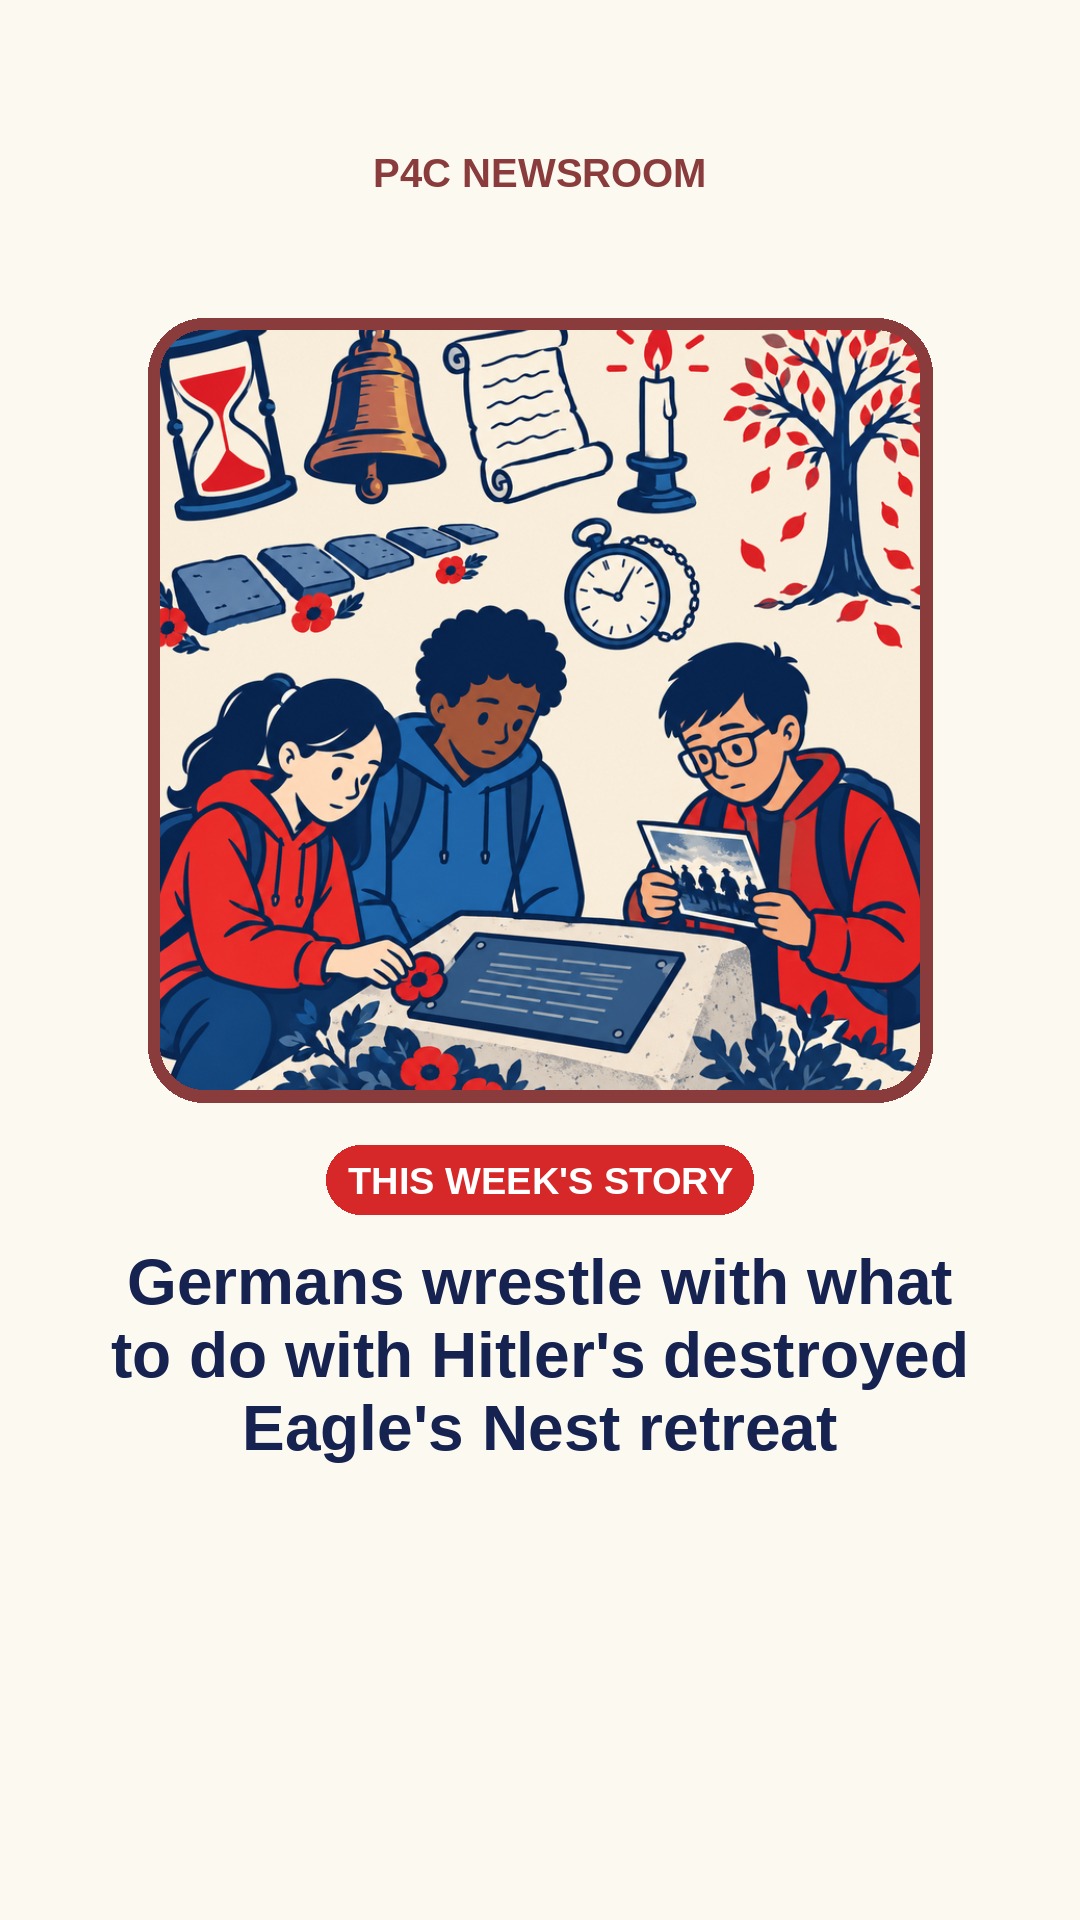 P4C NEWSROOM
THIS WEEK'S STORY
Germans wrestle with what
to do with Hitler's destroyed
Eagle's Nest retreat